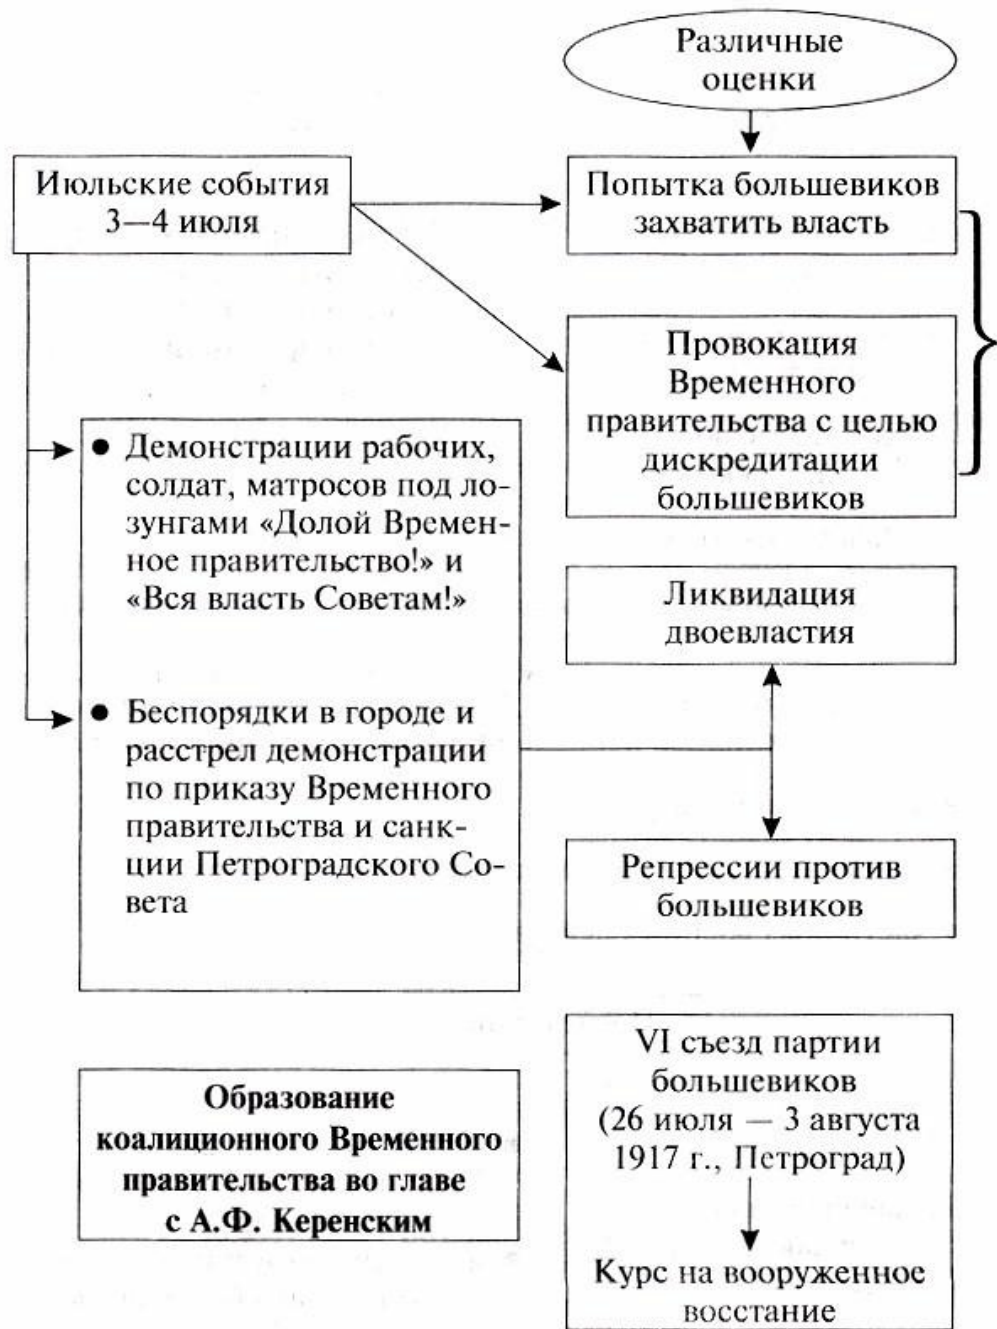 Различные
оценки
Июльские события
3—4 июля
Попытка большевиков
захватить власть
Провокация
Временного
правительства с целью
дискредитации
большевиков
● Демонстрации рабочих,
солдат, матросов под ло-
зунгами «Долой Времен-
ное правительство!» и
«Вся власть Советам!»
● Беспорядки в городе и
расстрел демонстрации
по приказу Временного
правительства и санк-
ции Петроградского Со-
вета
Ликвидация
двоевластия
Репрессии против
большевиков
Образование
коалиционного Временного
правительства во главе
с А.Ф. Керенским
VI съезд партии
большевиков
(26 июля — 3 августа
1917 г., Петроград)
Курс на вооруженное
восстание